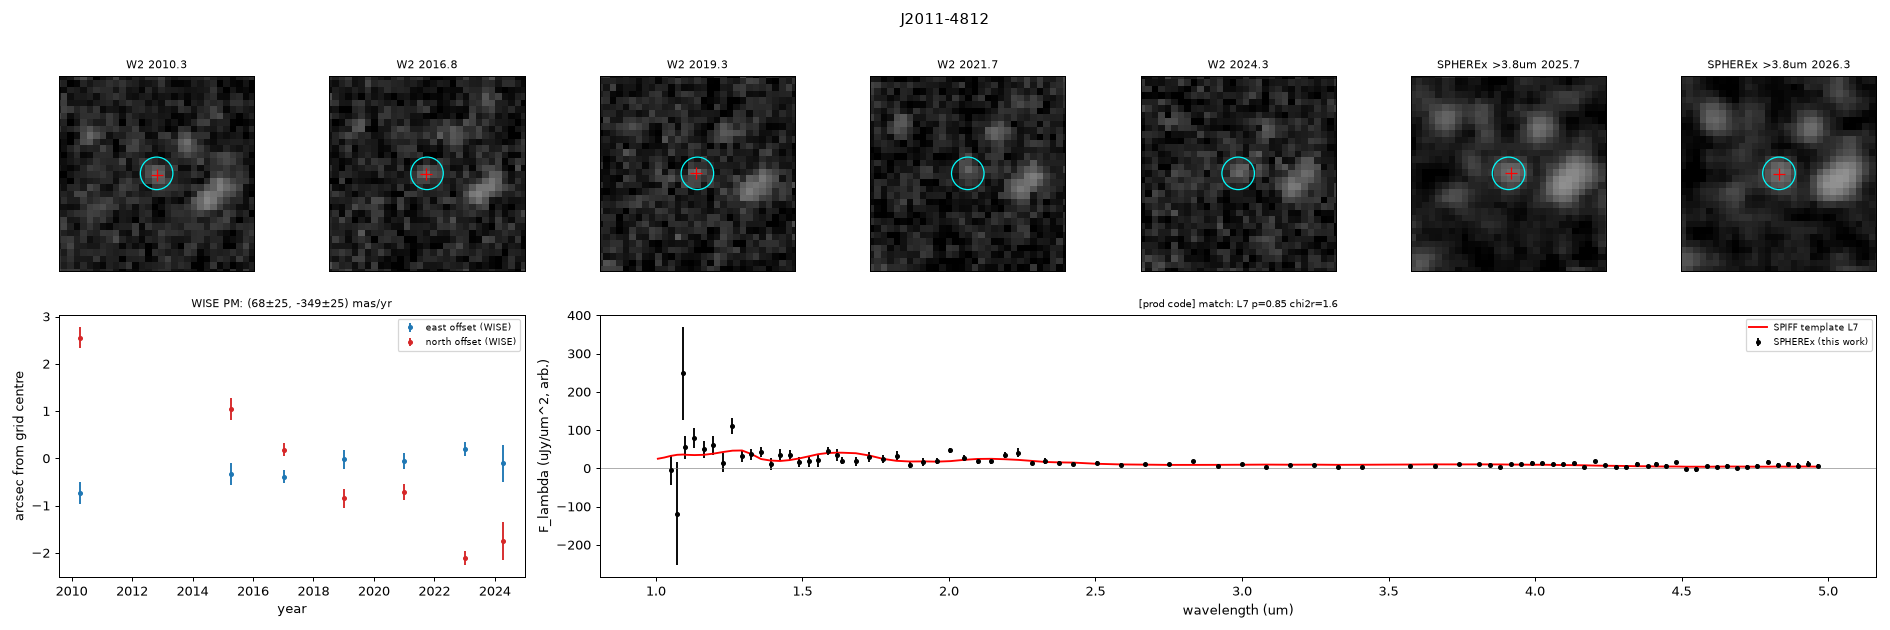 J2011-4812
W2 2010.3
W2 2016.8
W2 2019.3
W2 2021.7
W2 2024.3
SPHEREx >3.8um 2025.7
SPHEREx >3.8um 2026.3
WISE PM: (68±25, -349±25) mas/yr
east offset (WISE)
north offset (WISE)
arcsec from grid centre
3
2
1
0
−1
−2
2010
2012
2014
2016
2018
2020
2022
2024
year
[prod code] match: L7 p=0.85 chi2r=1.6
SPIFF template L7
SPHEREx (this work)
F_lambda (uJy/um^2, arb.)
400
300
200
100
0
−100
−200
1.0
1.5
2.0
2.5
3.0
3.5
4.0
4.5
5.0
wavelength (um)